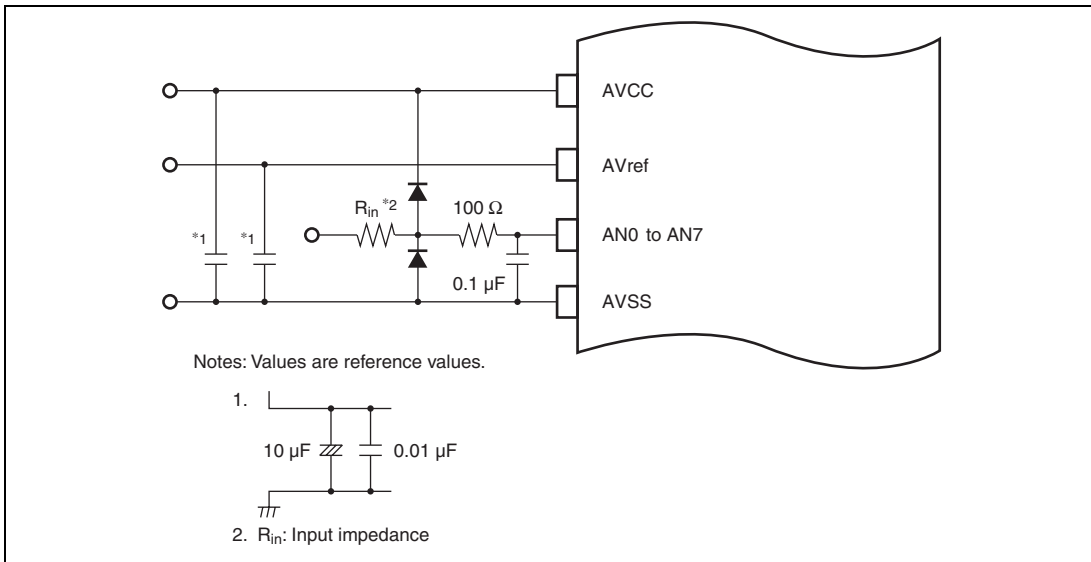 AVCC
AVref
Rin *2
100 Ω
*1
*1
AN0 to AN7
0.1 µF
AVSS
Notes: Values are reference values.
1.
10 µF
0.01 µF
2. Rin: Input impedance